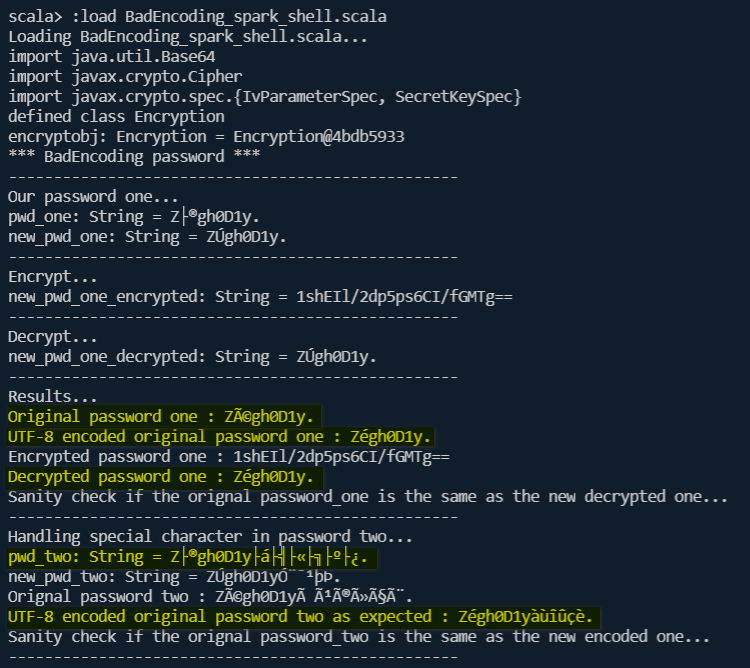 scala> :load BadEncoding_spark_shell.scala
Loading BadEncoding_spark_shell.scala...
import java.util.Base64
import javax.crypto.Cipher
import javax.crypto.spec.{IvParameterSpec, SecretKeySpec}
defined class Encryption
encryptobj: Encryption = Encryption@4bdb5933
*** BadEncoding password ***
--------------------------------------------------
Our password one...
pwd_one: String = Z├®gh0D1y.
new_pwd_one: String = ZÚgh0D1y.
--------------------------------------------------
Encrypt...
new_pwd_one_encrypted: String = 1shEIl/2dp5ps6CI/fGMTg==
--------------------------------------------------
Decrypt...
new_pwd_one_decrypted: String = ZÚgh0D1y.
--------------------------------------------------
Results...
Original password one : ZÃ©gh0D1y.
UTF-8 encoded original password one : Zégh0D1y.
Encrypted password one : 1shEIl/2dp5ps6CI/fGMTg==
Decrypted password one : Zégh0D1y.
Sanity check if the orignal password_one is the same as the new decrypted one...
--------------------------------------------------
Handling special character in password two...
pwd_two: String = Z├®gh0D1y├á├╣├«├╗├º├¿.
new_pwd_two: String = ZÚgh0D1yÓ¨¯¹þÞ.
Orignal password two : ZÃ©gh0D1yÃ Ã¹Ã®Ã»Ã§Ã¨.
UTF-8 encoded original password two as expected : Zégh0D1yàùîûçè.
Sanity check if the orignal password_two is the same as the new encoded one...
--------------------------------------------------